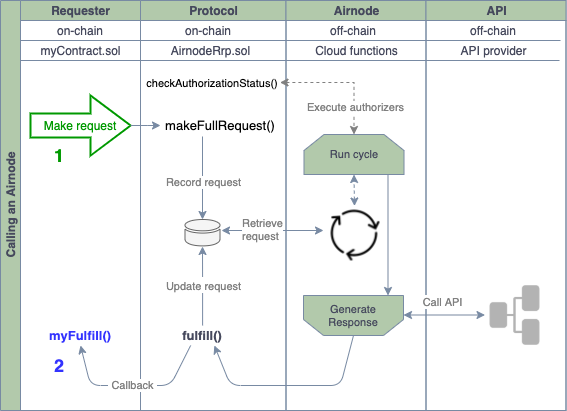 Requester
Protocol
Airnode
API
on-chain
on-chain
off-chain
off-chain
myContract.sol
AirnodeRrp.sol
Cloud functions
API provider
Calling an Airnode
checkAuthorizationStatus()
Execute authorizers
Make request
makeFullRequest()
1
Run cycle
Record request
Retrieve
request
Update request
Generate
Response
Call API
myFulfill()
fulfill()
2
Callback